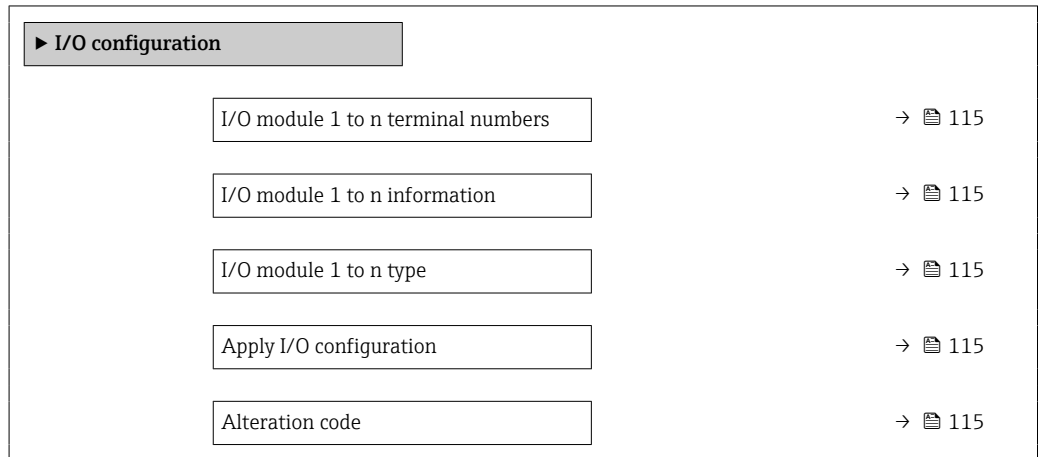 ► I/O configuration
I/O module 1 to n terminal numbers → 115
I/O module 1 to n information → 115
I/O module 1 to n type → 115
Apply I/O configuration → 115
Alteration code → 115